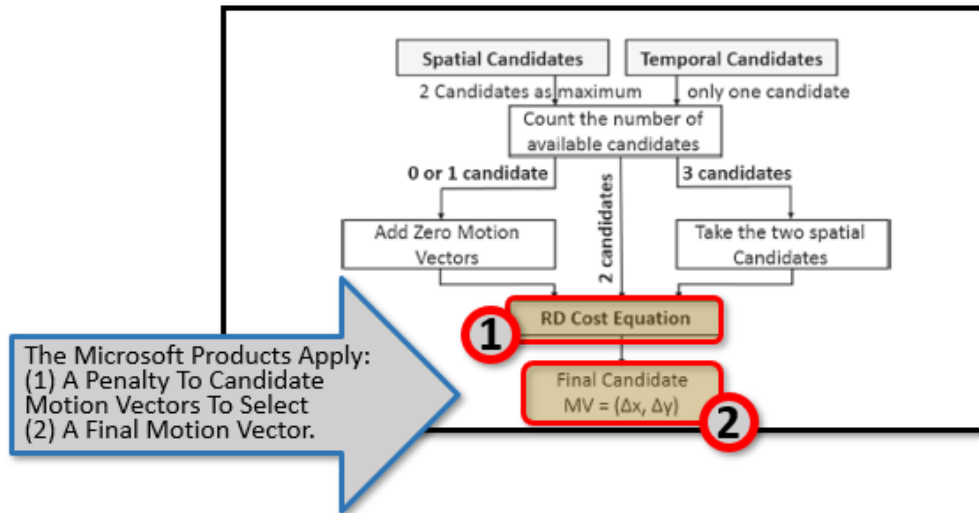 Spatial Candidates
Temporal Candidates
2 Candidates as maximum
only one candidate
Count the number of
available candidates
0 or 1 candidate
2 candidates
3 candidates
Add Zero Motion
Vectors
Take the two spatial
Candidates
RD Cost Equation
1
Final Candidate
MV = (Δx, Δy)
2
The Microsoft Products Apply:
(1) A Penalty To Candidate
Motion Vectors To Select
(2) A Final Motion Vector.